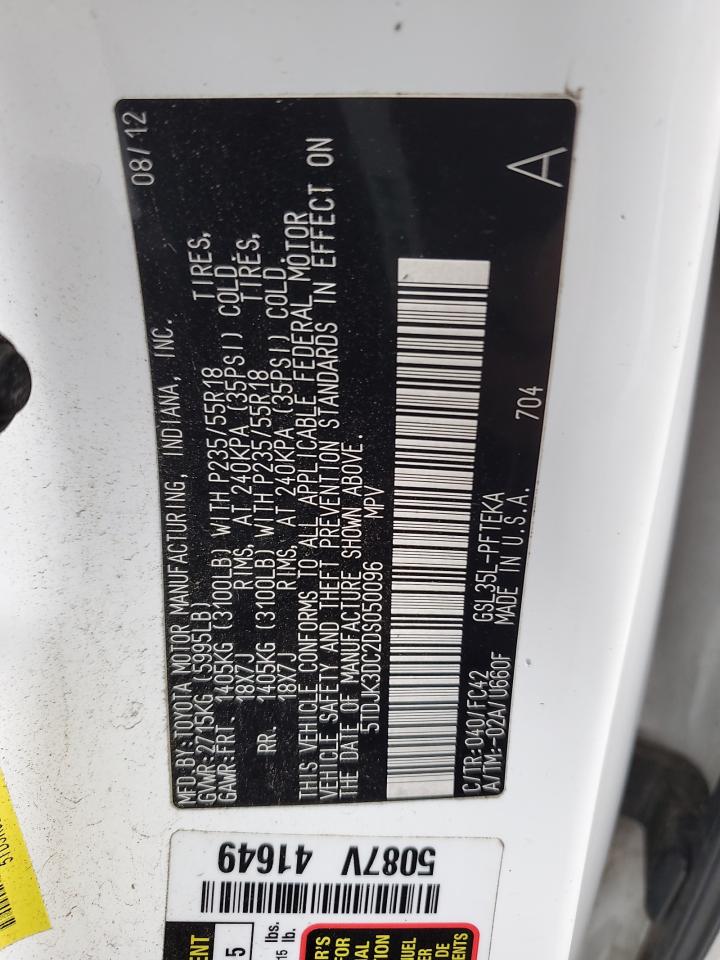 MFD.BY:TOYOTA MOTOR MANUFACTURING, INDIANA, INC. 08/12
GVWR:2715KG (5995LB)
GAWR:FRT. 1405KG (3100LB) WITH P235/55R18 TIRES,
18X7J RIMS, AT 240KPA (35PSI) COLD.
RR. 1405KG (3100LB) WITH P235/55R18 TIRES,
18X7J RIMS, AT 240KPA (35PSI) COLD.
THIS VEHICLE CONFORMS TO ALL APPLICABLE FEDERAL MOTOR
VEHICLE SAFETY AND THEFT PREVENTION STANDARDS IN EFFECT ON
THE DATE OF MANUFACTURE SHOWN ABOVE.
5TDJK3DC2DS050096 MPV
C/TR:040/FC42 GSL35L-PFTEKA 704
A/TM:-02A/U660F MADE IN U.S.A.
A
5087V 41649
5
lbs.
lb.